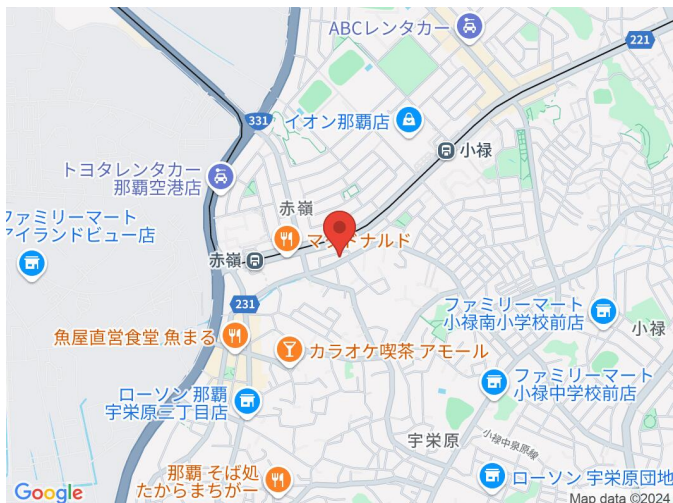 ABCレンタカー
221
イオン那覇店
331
小禄
トヨタレンタカー
那覇空港店
赤嶺
ファミリーマート
アイランドビュー店
赤嶺
231
ファミリーマート
小禄南小学校前店
小禄
魚屋直営食堂 魚まる
カラオケ喫茶 アモール
ファミリーマート
小禄中学校前店
ローソン 那覇
宇栄原三丁目店
宇栄原
小禄中泉原線
那覇 そば処
たからまちがー
ローソン 宇栄原団地
Google
Map data ©2024